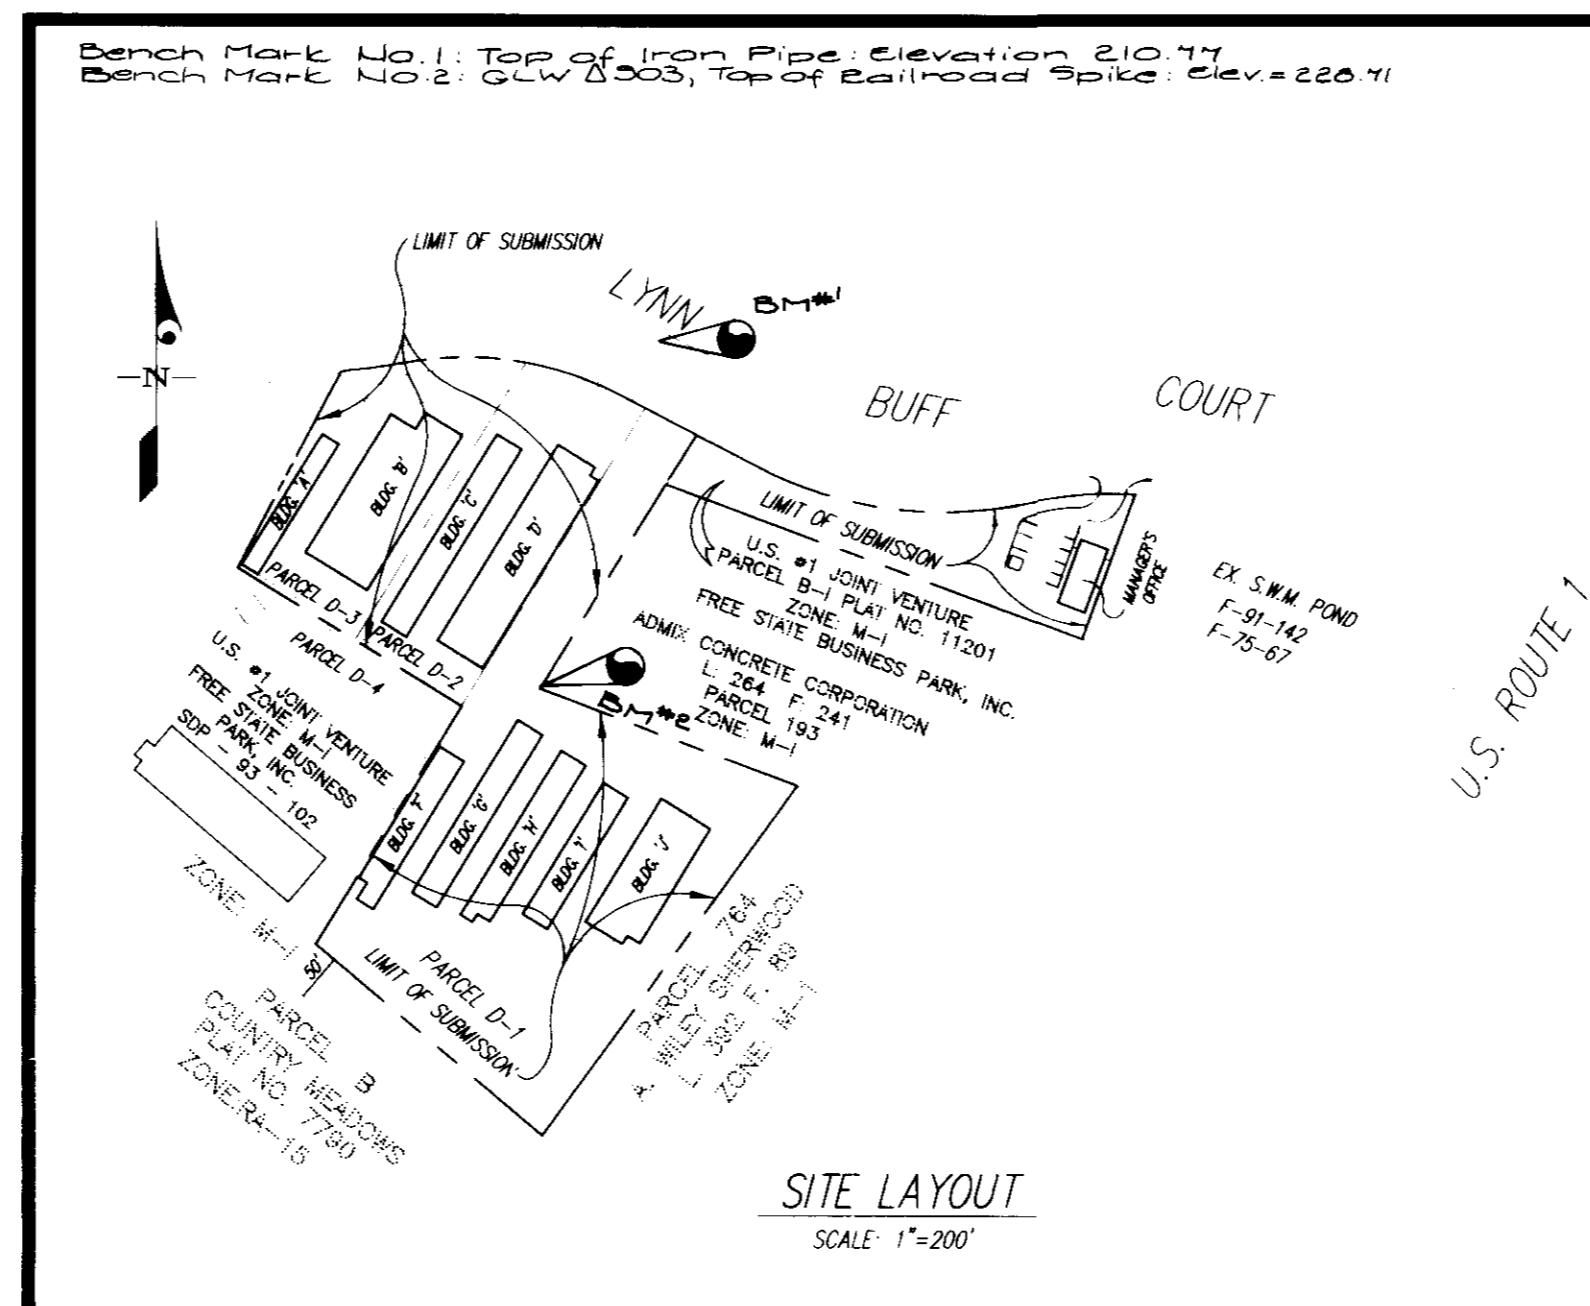 Bench Mark No.1: Top of Iron Pipe: Elevation 210.77
Bench Mark No.2: GLW Δ 903, Top of Railroad Spike: Elev.= 228.71
LIMIT OF SUBMISSION
LYNN
BM#1
BUFF
COURT
N
BLDG. 'A'
BLDG. 'B'
BLDG. 'C'
BLDG. 'D'
LIMIT OF SUBMISSION
MANAGER'S
OFFICE
EX. S.W.M. POND
F-91-142
F-75-67
U.S. ROUTE 1
U.S. #1 JOINT VENTURE
PARCEL B-1 PLAT NO. 11201
ZONE: M-1
FREE STATE BUSINESS PARK, INC.
ADMIX CONCRETE CORPORATION
L: 264 F: 241
PARCEL 193
ZONE: M-1
PARCEL D-3
PARCEL D-2
PARCEL D-4
U.S. #1 JOINT VENTURE
ZONE: M-1
FREE STATE BUSINESS
PARK, INC.
SDP - 93 - 102
BM#2
BLDG. 'F'
BLDG. 'G'
BLDG. 'H'
BLDG. 'I'
BLDG. 'J'
ZONE: M-1
50'
PARCEL D-1
LIMIT OF SUBMISSION
PARCEL 764
A. WILEY SHERWOOD
L. 392 F. 89
ZONE: M-1
PARCEL B
COUNTRY MEADOWS
PLAT NO. 7790
ZONE:RA-15
SITE LAYOUT
SCALE: 1"=200'